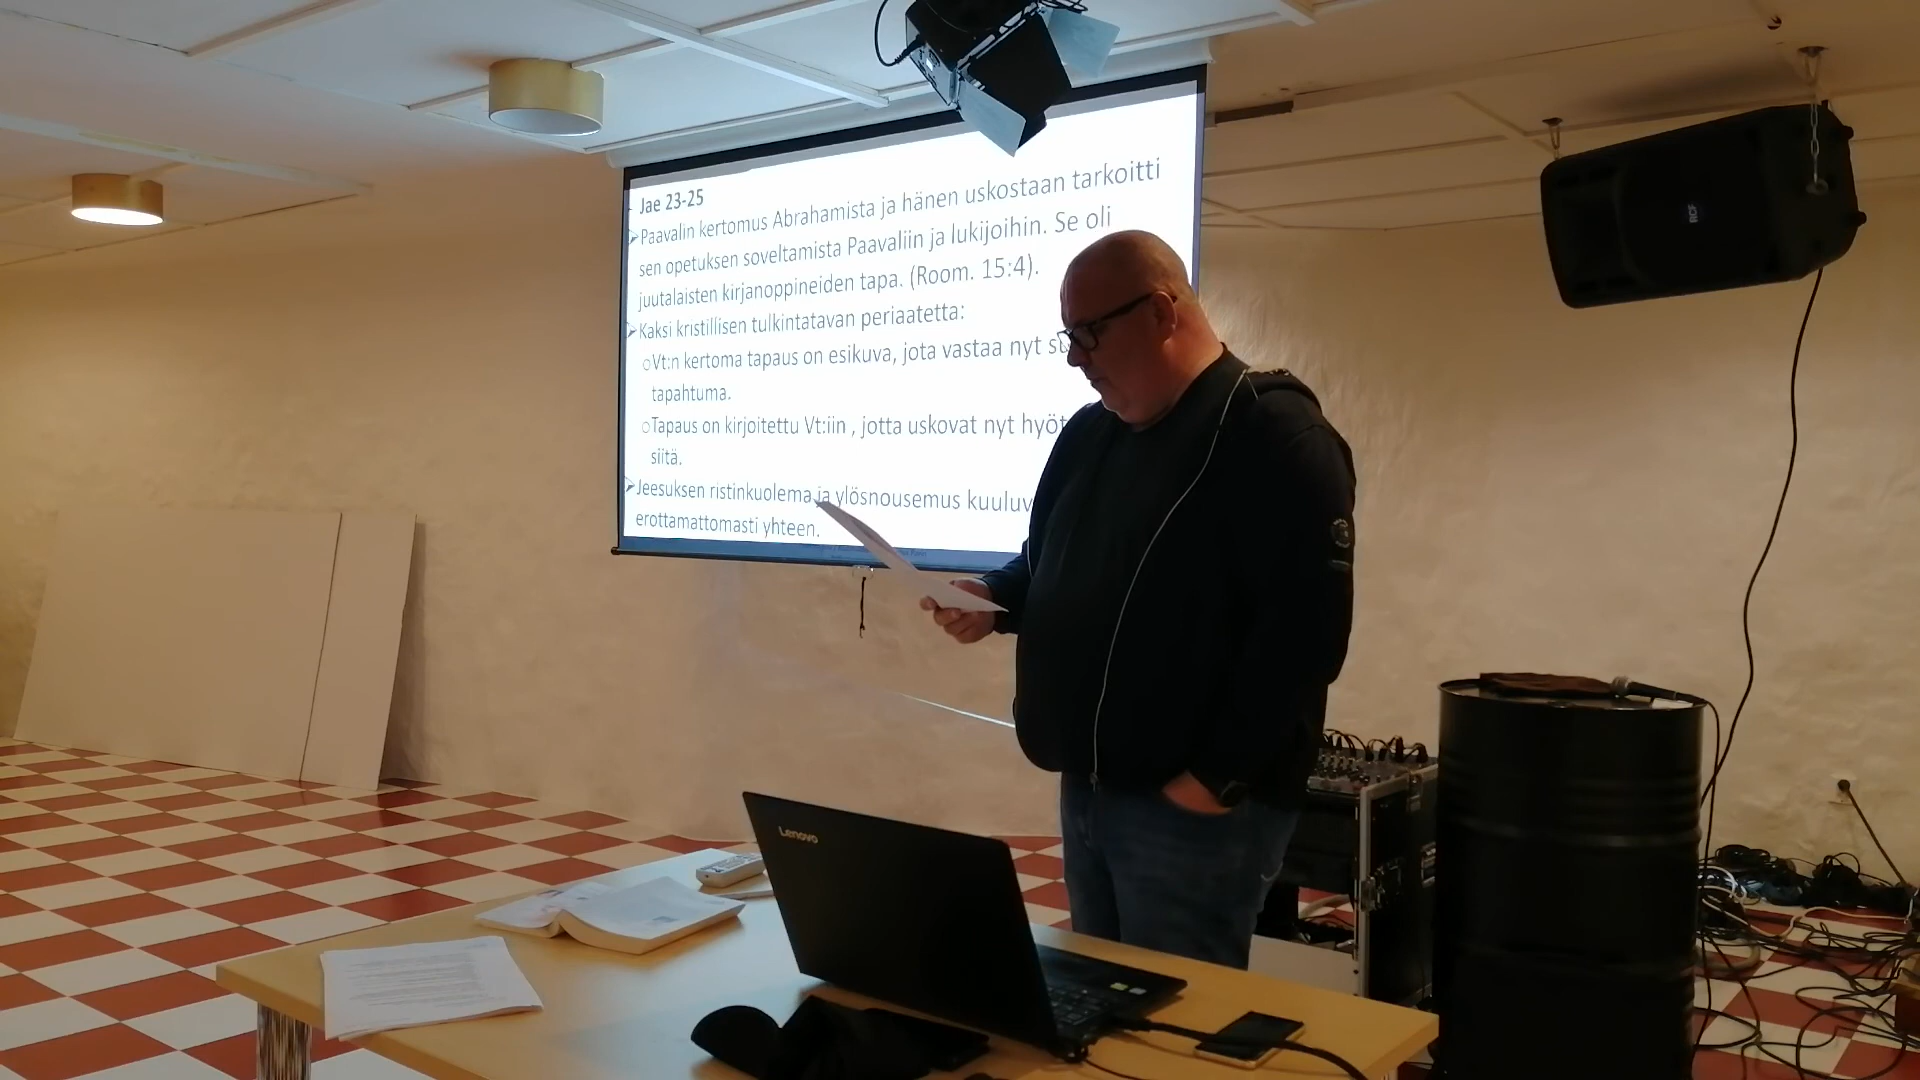 Jae 23-25
Paavalin kertomus Abrahamista ja hänen uskostaan tarkoitti
sen opetuksen soveltamista Paavaliin ja lukijoihin. Se oli
juutalaisten kirjanoppineiden tapa. (Room. 15:4).
Kaksi kristillisen tulkintatavan periaatetta:
Vt:n kertoma tapaus on esikuva, jota vastaa nyt
tapahtuma.
Tapaus on kirjoitettu Vt:iin , jotta uskovat nyt
siitä.
Jeesuksen ristinkuolema ja ylösnousemus
erottamattomasti yhteen.
RCF
Lenovo